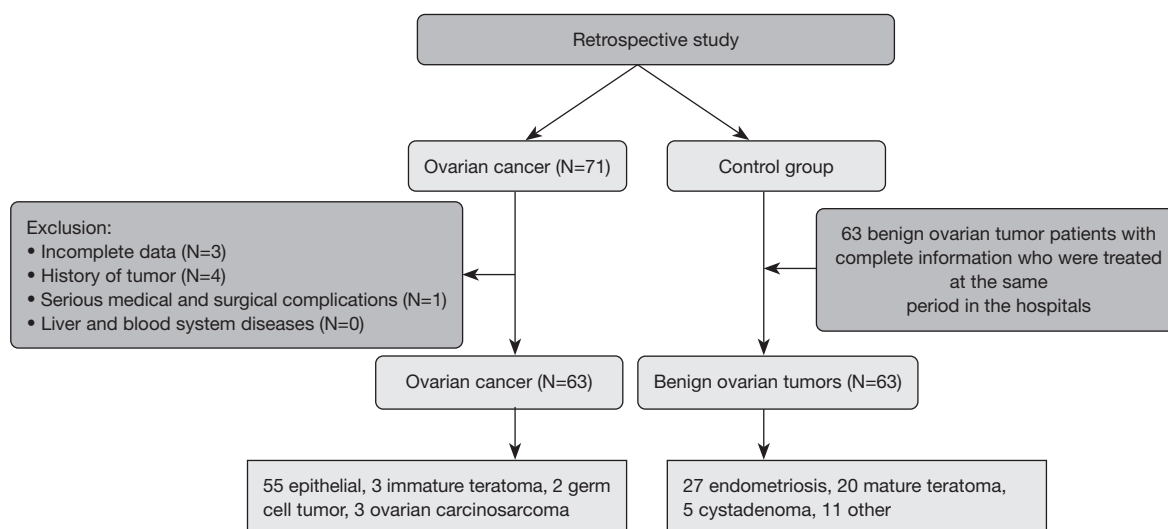 Retrospective study
Ovarian cancer (N=71)
Control group
Exclusion:
• Incomplete data (N=3)
• History of tumor (N=4)
• Serious medical and surgical complications (N=1)
• Liver and blood system diseases (N=0)
63 benign ovarian tumor patients with
complete information who were treated
at the same
period in the hospitals
Ovarian cancer (N=63)
Benign ovarian tumors (N=63)
55 epithelial, 3 immature teratoma, 2 germ
cell tumor, 3 ovarian carcinosarcoma
27 endometriosis, 20 mature teratoma,
5 cystadenoma, 11 other